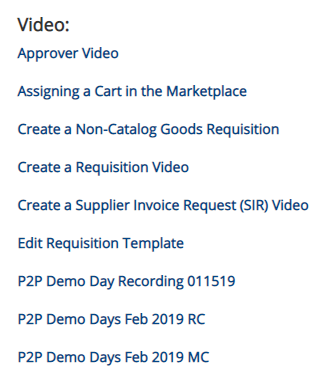 Video:
Approver Video
Assigning a Cart in the Marketplace
Create a Non-Catalog Goods Requisition
Create a Requisition Video
Create a Supplier Invoice Request (SIR) Video
Edit Requisition Template
P2P Demo Day Recording 011519
P2P Demo Days Feb 2019 RC
P2P Demo Days Feb 2019 MC